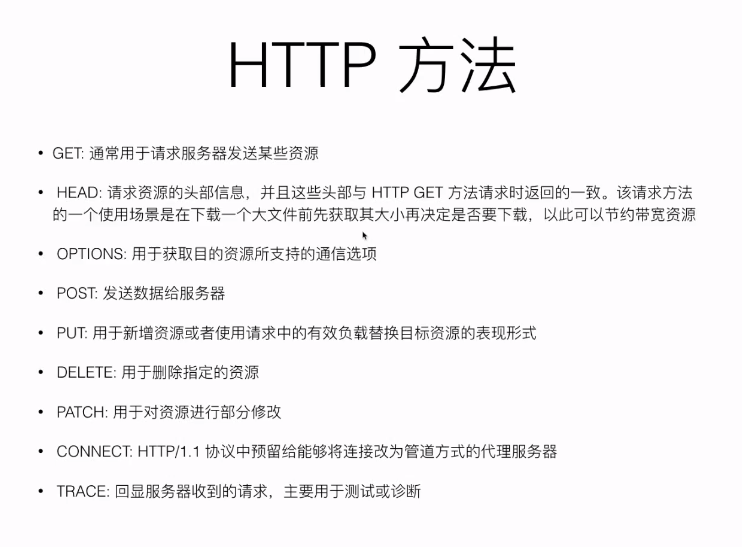 HTTP 方法
• GET: 通常用于请求服务器发送某些资源
• HEAD: 请求资源的头部信息，并且这些头部与 HTTP GET 方法请求时返回的一致。该请求方法
的一个使用场景是在下载一个大文件前先获取其大小再决定是否要下载，以此可以节约带宽资源
• OPTIONS: 用于获取目的资源所支持的通信选项
• POST: 发送数据给服务器
• PUT: 用于新增资源或者使用请求中的有效负载替换目标资源的表现形式
• DELETE: 用于删除指定的资源
• PATCH: 用于对资源进行部分修改
• CONNECT: HTTP/1.1 协议中预留给能够将连接改为管道方式的代理服务器
• TRACE: 回显服务器收到的请求，主要用于测试或诊断